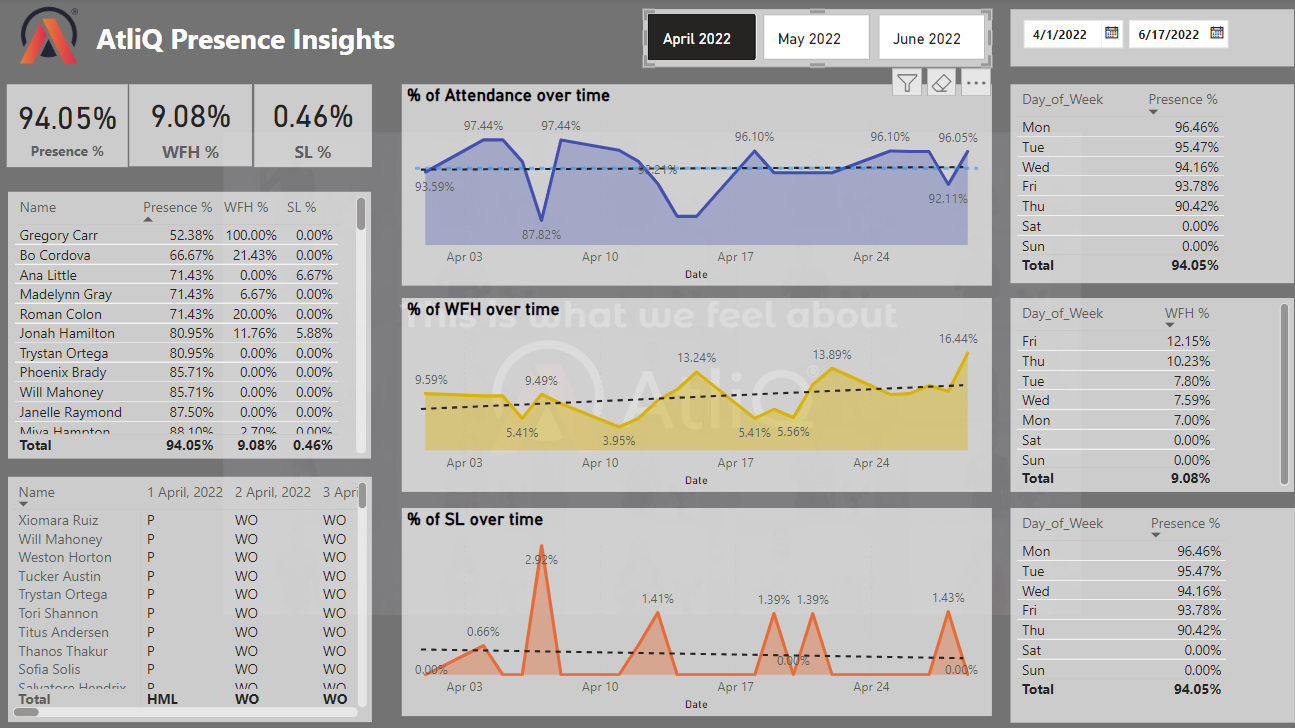 AtliQ Presence Insights
April 2022
May 2022
June 2022
4/1/2022
6/17/2022
94.05%
Presence %
9.08%
WFH %
0.46%
SL %
Name Presence % WFH % SL %
Gregory Carr 52.38% 100.00% 0.00%
Bo Cordova 66.67% 21.43% 0.00%
Ana Little 71.43% 0.00% 6.67%
Madelynn Gray 71.43% 6.67% 0.00%
Roman Colon 71.43% 20.00% 0.00%
Jonah Hamilton 80.95% 11.76% 5.88%
Trystan Ortega 80.95% 0.00% 0.00%
Phoenix Brady 85.71% 0.00% 0.00%
Will Mahoney 85.71% 0.00% 0.00%
Janelle Raymond 87.50% 0.00% 0.00%
Miya Hampton 88.10% 2.70% 0.00%
Total 94.05% 9.08% 0.46%
Name 1 April, 2022 2 April, 2022 3 Apri
Xiomara Ruiz P WO WO
Will Mahoney P WO WO
Weston Horton P WO WO
Tucker Austin P WO WO
Trystan Ortega P WO WO
Tori Shannon P WO WO
Titus Andersen P WO WO
Thanos Thakur P WO WO
Sofia Solis P WO WO
Salvatore Hendrix P WO WO
Total HML WO WO
% of Attendance over time
97.44%
97.44%
96.10%
96.10%
96.05%
93.59%
92.11%
87.82%
Apr 03
Apr 10
Apr 17
Apr 24
Date
% of WFH over time
This is what we feel about
AtliQ
9.59%
9.49%
13.24%
13.89%
16.44%
5.41%
3.95%
5.41%
5.56%
Apr 03
Apr 10
Apr 17
Apr 24
Date
% of SL over time
2.92%
1.41%
1.39%
1.39%
1.43%
0.66%
0.00%
0.00%
0.00%
Apr 03
Apr 10
Apr 17
Apr 24
Date
Day_of_Week Presence %
Mon 96.46%
Tue 95.47%
Wed 94.16%
Fri 93.78%
Thu 90.42%
Sat 0.00%
Sun 0.00%
Total 94.05%
Day_of_Week WFH %
Fri 12.15%
Thu 10.23%
Tue 7.80%
Wed 7.59%
Mon 7.00%
Sat 0.00%
Sun 0.00%
Total 9.08%
Day_of_Week Presence %
Mon 96.46%
Tue 95.47%
Wed 94.16%
Fri 93.78%
Thu 90.42%
Sat 0.00%
Sun 0.00%
Total 94.05%